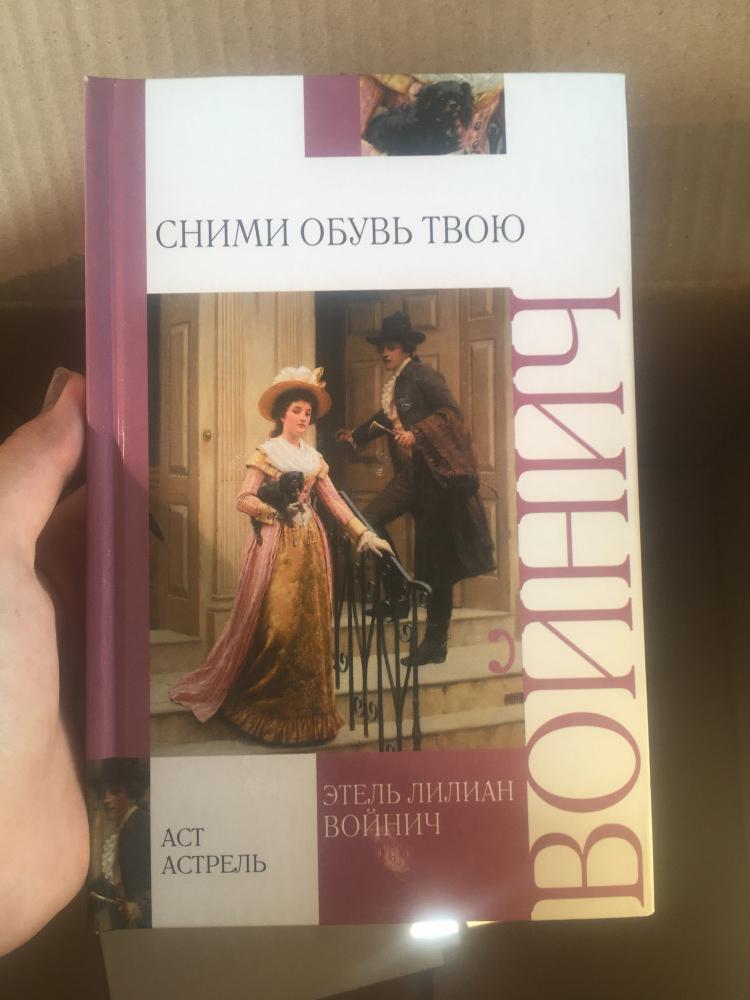 СНИМИ ОБУВЬ ТВОЮ
ВОЙНИЧ
ЭТЕЛЬ ЛИЛИАН
ВОЙНИЧ
АСТ
АСТРЕЛЬ